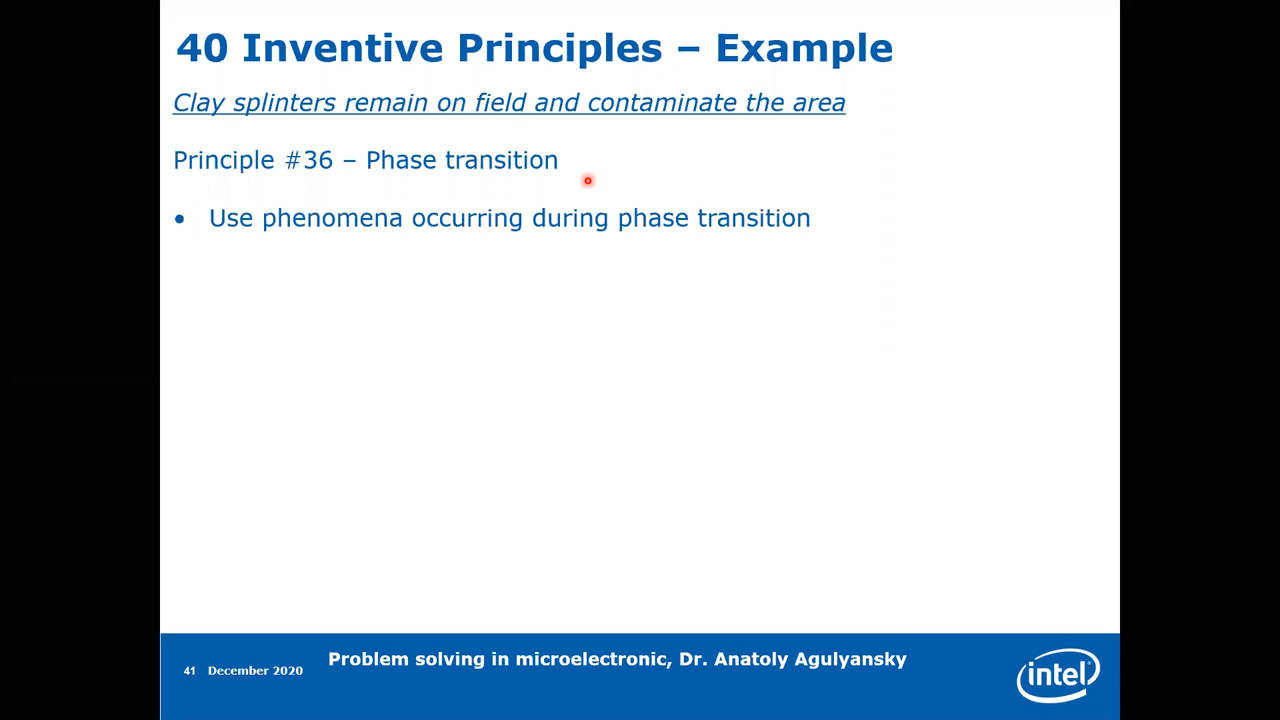 40 Inventive Principles – Example
Clay splinters remain on field and contaminate the area
Principle #36 – Phase transition
• Use phenomena occurring during phase transition
41 December 2020
Problem solving in microelectronic, Dr. Anatoly Agulyansky
intel